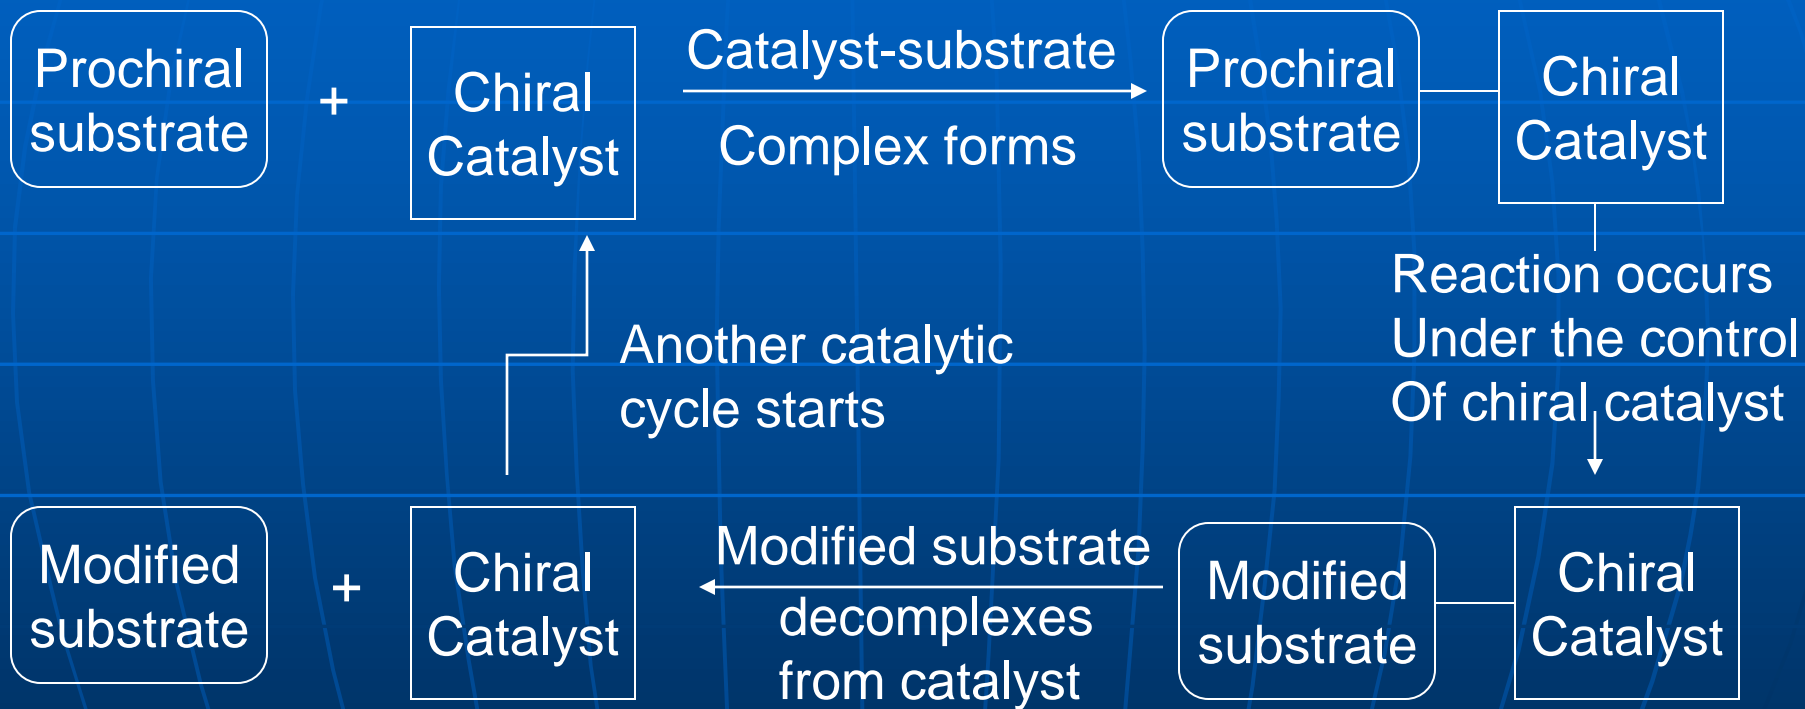 Prochiral
substrate
+
Chiral
Catalyst
Catalyst-substrate
Complex forms
Prochiral
substrate
Chiral
Catalyst
Reaction occurs
Under the control
Of chiral catalyst
Another catalytic
cycle starts
Modified
substrate
+
Chiral
Catalyst
Modified substrate
decomplexes
from catalyst
Modified
substrate
Chiral
Catalyst